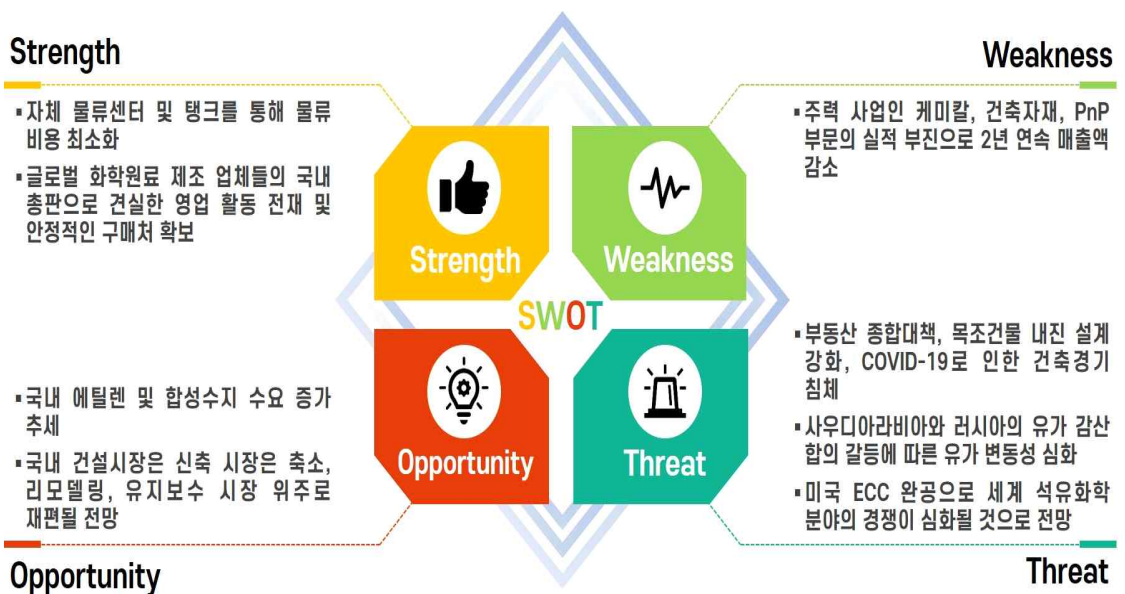 Strength
▪자체 물류센터 및 탱크를 통해 물류
비용 최소화
▪글로벌 화학원료 제조 업체들의 국내
총판으로 견실한 영업 활동 전재 및
안정적인 구매처 확보
Weakness
▪주력 사업인 케미칼, 건축자재, PnP
부문의 실적 부진으로 2년 연속 매출액
감소
Strength
Weakness
SWOT
Opportunity
Threat
▪국내 에틸렌 및 합성수지 수요 증가
추세
▪국내 건설시장은 신축 시장은 축소,
리모델링, 유지보수 시장 위주로
재편될 전망
Opportunity
▪부동산 종합대책, 목조건물 내진 설계
강화, COVID-19로 인한 건축경기
침체
▪사우디아라비아와 러시아의 유가 감산
합의 갈등에 따른 유가 변동성 심화
▪미국 ECC 완공으로 세계 석유화학
분야의 경쟁이 심화될 것으로 전망
Threat